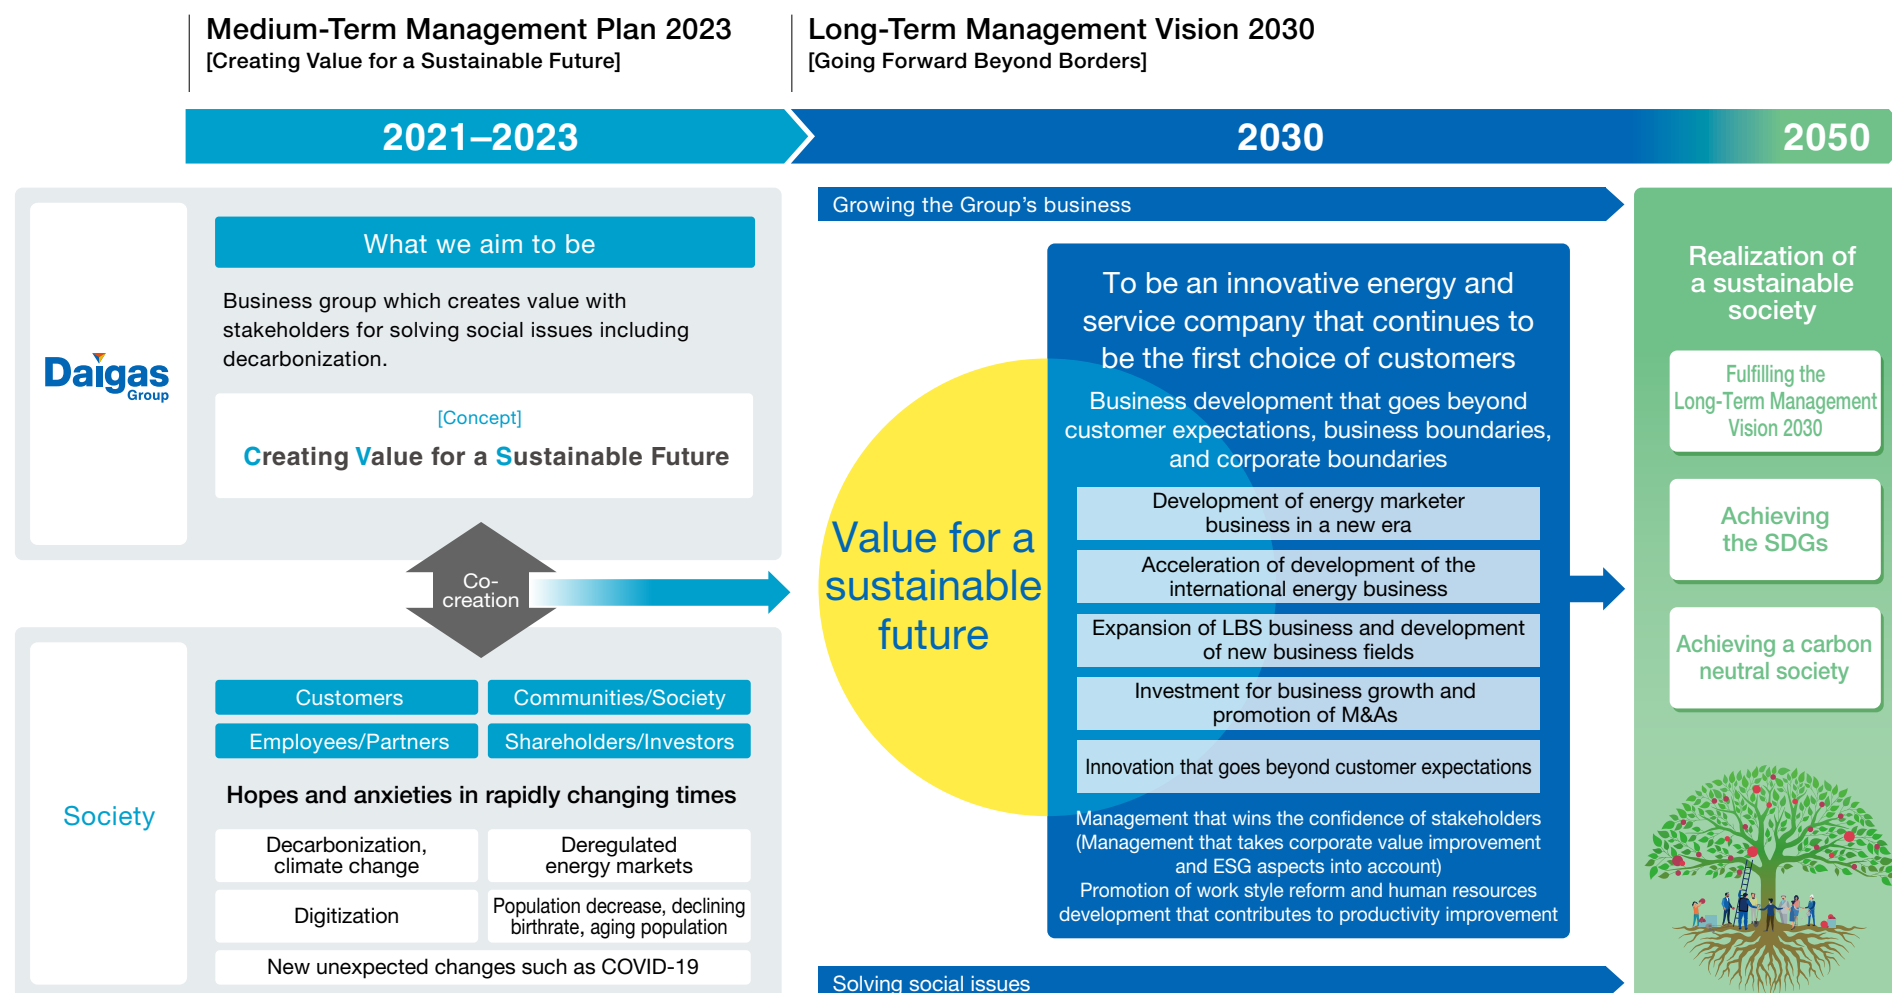 Medium-Term Management Plan 2023
[Creating Value for a Sustainable Future]
Long-Term Management Vision 2030
[Going Forward Beyond Borders]
2021–2023
2030
2050
Daigas
Group
What we aim to be
Business group which creates value with
stakeholders for solving social issues including
decarbonization.
[Concept]
Creating Value for a Sustainable Future
Co-
creation
Society
Customers
Communities/Society
Employees/Partners
Shareholders/Investors
Hopes and anxieties in rapidly changing times
Decarbonization,
climate change
Deregulated
energy markets
Digitization
Population decrease, declining
birthrate, aging population
New unexpected changes such as COVID-19
Growing the Group's business
Value for a
sustainable
future
To be an innovative energy and
service company that continues to
be the first choice of customers
Business development that goes beyond
customer expectations, business boundaries,
and corporate boundaries
Development of energy marketer
business in a new era
Acceleration of development of the
international energy business
Expansion of LBS business and development
of new business fields
Investment for business growth and
promotion of M&As
Innovation that goes beyond customer expectations
Management that wins the confidence of stakeholders
(Management that takes corporate value improvement
and ESG aspects into account)
Promotion of work style reform and human resources
development that contributes to productivity improvement
Solving social issues
Realization of
a sustainable
society
Fulfilling the
Long-Term Management
Vision 2030
Achieving
the SDGs
Achieving a carbon
neutral society